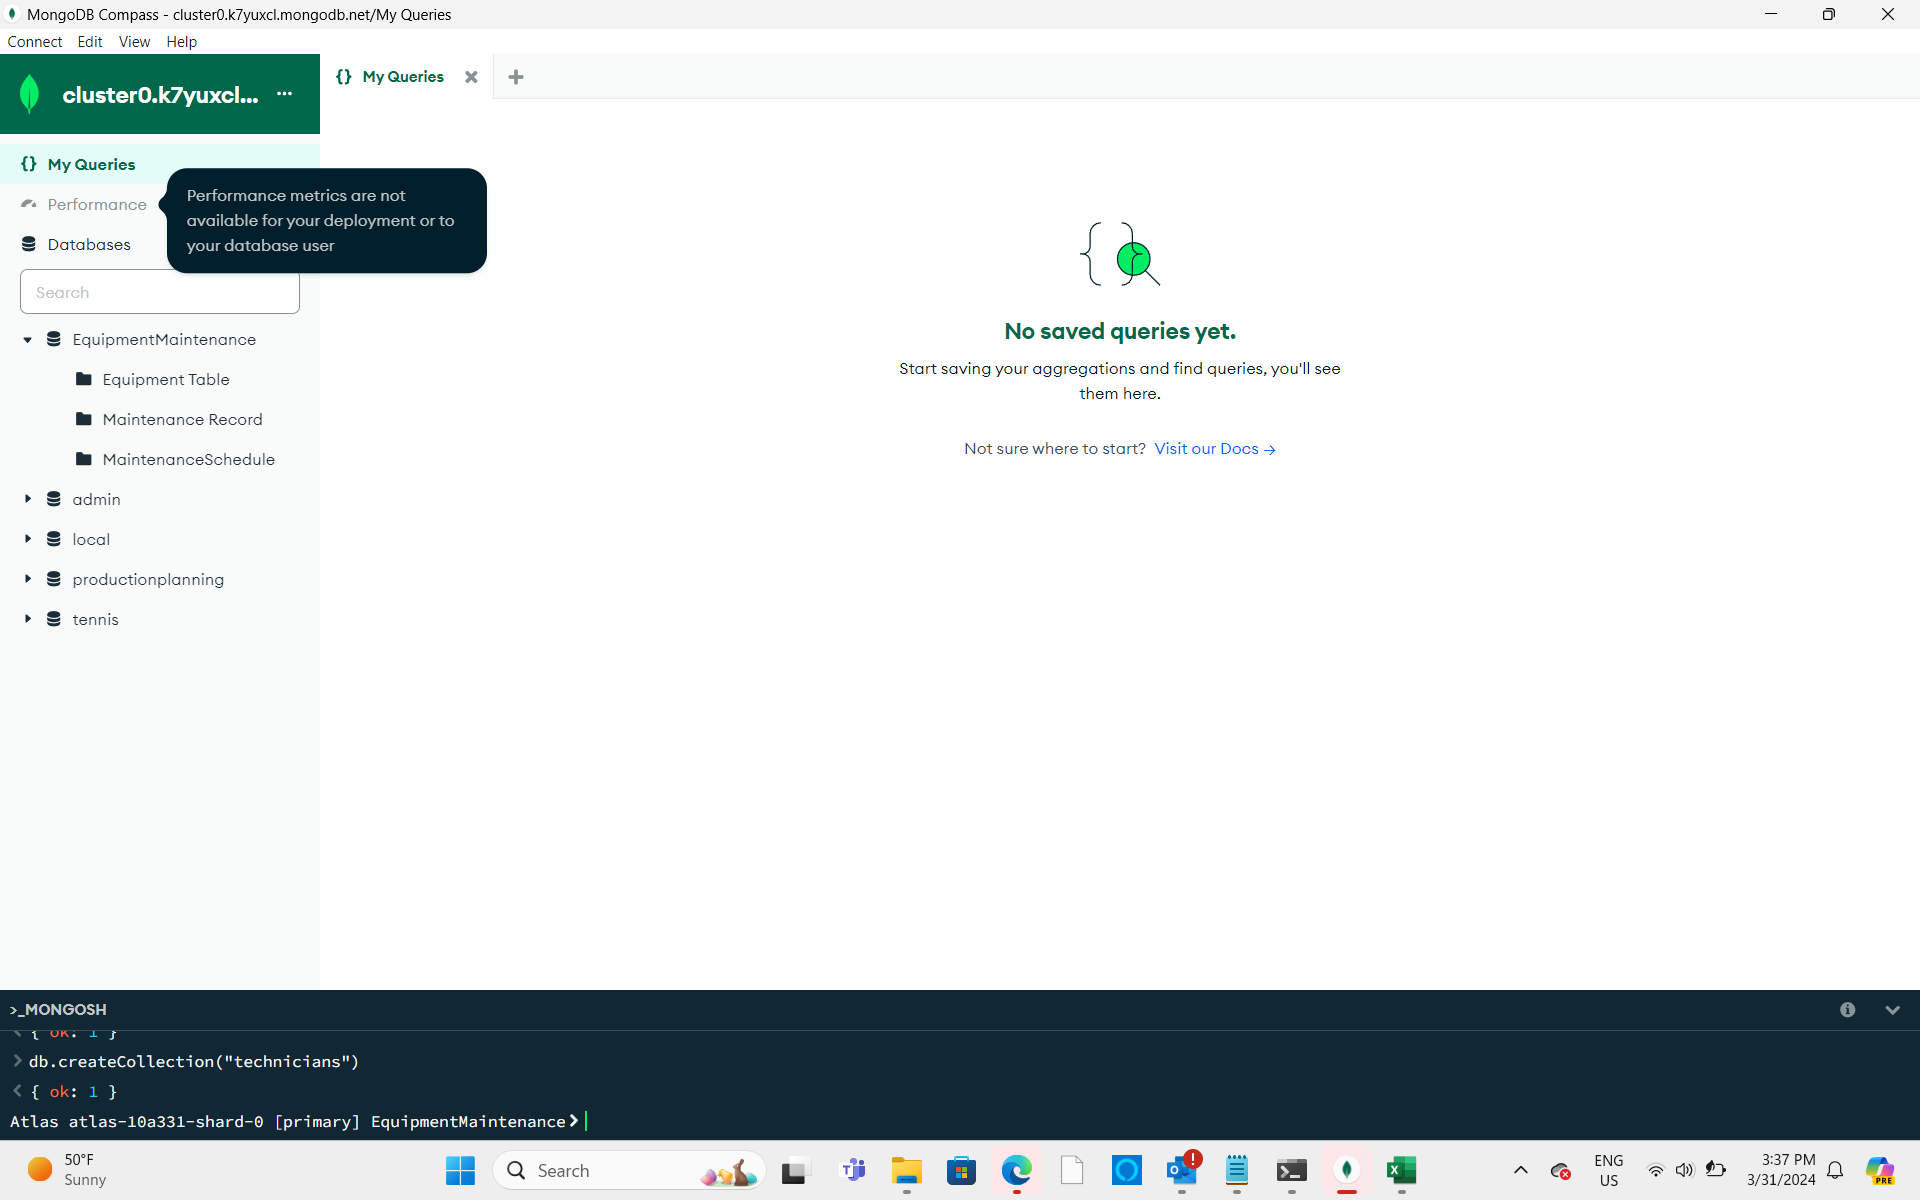 MongoDB Compass - cluster0.k7yuxcl.mongodb.net/My Queries
Connect Edit View Help
cluster0.k7yuxcl... ...
{} My Queries
{} My Queries
Performance
Performance metrics are not
available for your deployment or to
your database user
Databases
Search
EquipmentMaintenance
Equipment Table
Maintenance Record
MaintenanceSchedule
admin
local
productionplanning
tennis
No saved queries yet.
Start saving your aggregations and find queries, you'll see
them here.
Not sure where to start? Visit our Docs →
>_MONGOSH
< { ok: 1 }
> db.createCollection("technicians")
< { ok: 1 }
Atlas atlas-10a331-shard-0 [primary] EquipmentMaintenance>
50°F
Sunny
Search
ENG
US
3:37 PM
3/31/2024
PRE